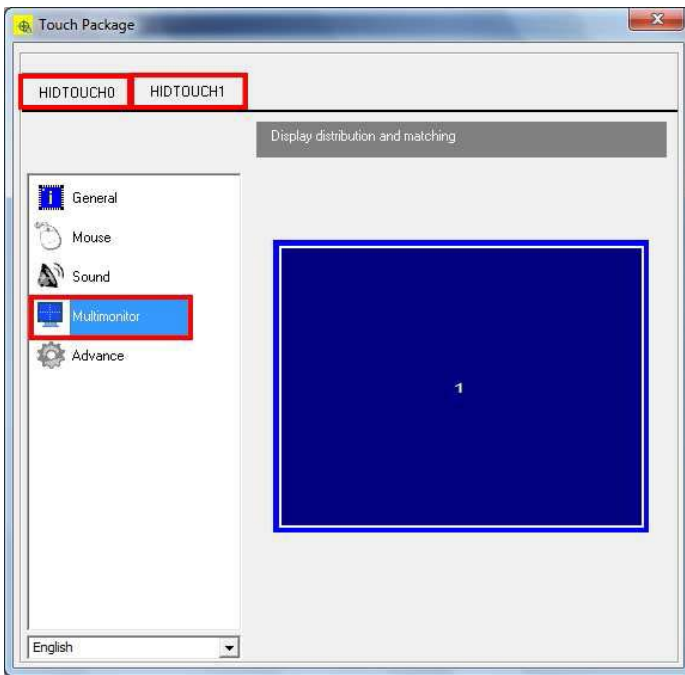 Touch Package
HIDTOUCH0 HIDTOUCH1
Display distribution and matching
General
Mouse
Sound
Multimonitor
Advance
1
English